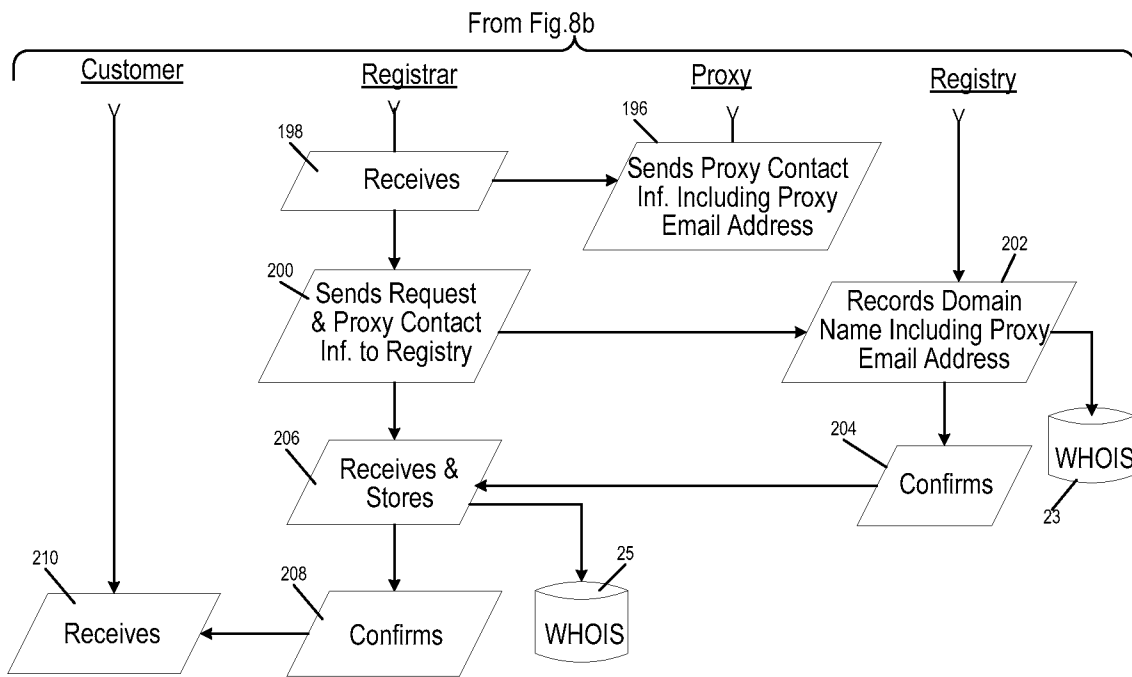 From Fig.8b
Customer
Registrar
Proxy
Registry
198
Receives
196
Sends Proxy Contact
Inf. Including Proxy
Email Address
200
Sends Request
& Proxy Contact
Inf. to Registry
202
Records Domain
Name Including Proxy
Email Address
206
Receives &
Stores
204
Confirms
WHOIS
23
210
Receives
208
Confirms
25
WHOIS